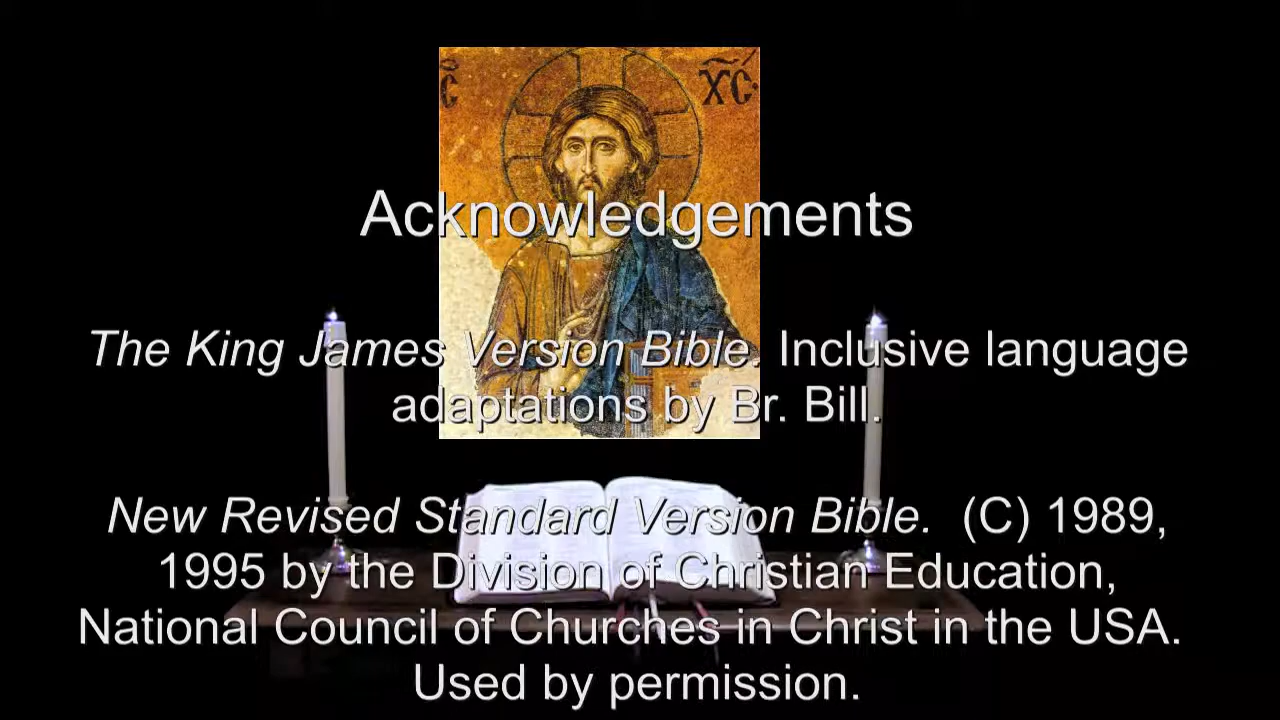 C̄ ΧC
Acknowledgements
The King James Version Bible. Inclusive language
adaptations by Br. Bill.
New Revised Standard Version Bible. (C) 1989,
1995 by the Division of Christian Education,
National Council of Churches in Christ in the USA.
Used by permission.